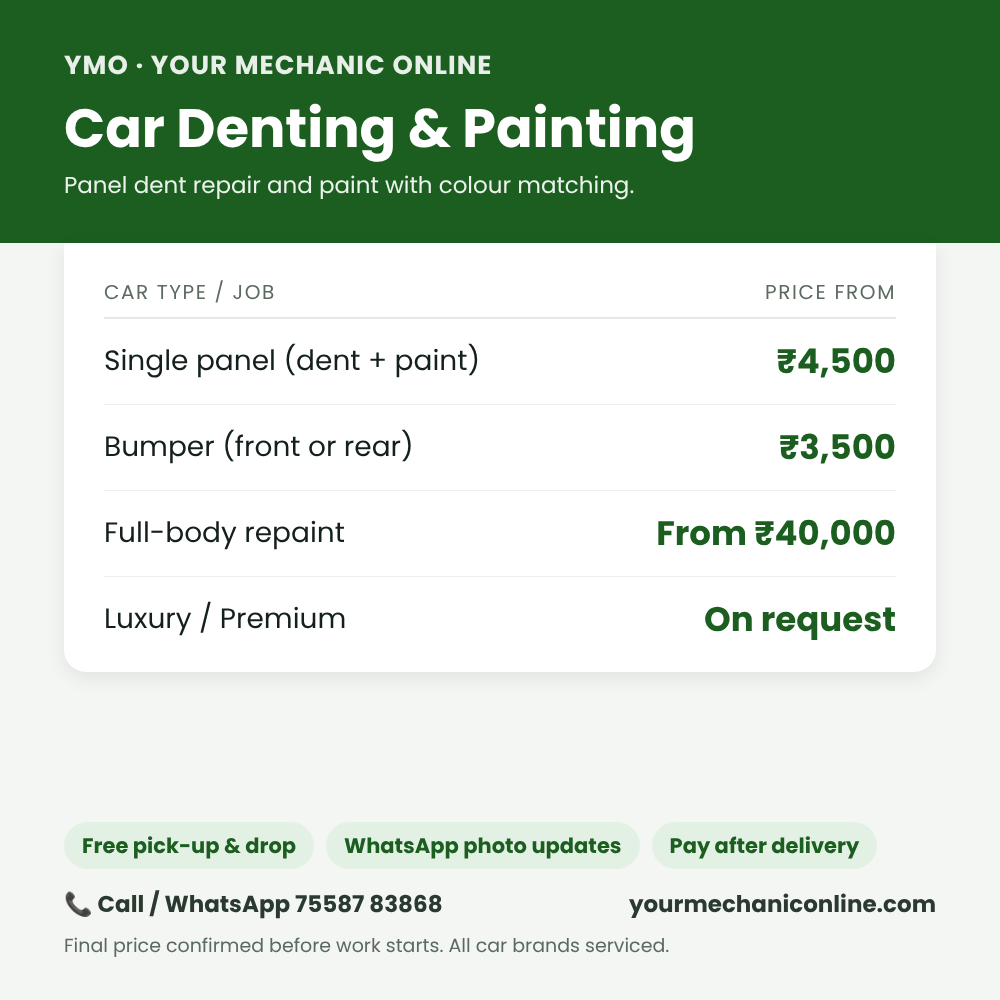 YMO · YOUR MECHANIC ONLINE
Car Denting & Painting
Panel dent repair and paint with colour matching.
CAR TYPE / JOB PRICE FROM
Single panel (dent + paint) ₹4,500
Bumper (front or rear) ₹3,500
Full-body repaint From ₹40,000
Luxury / Premium On request
Free pick-up & drop WhatsApp photo updates Pay after delivery
📞 Call / WhatsApp 75587 83868 yourmechaniconline.com
Final price confirmed before work starts. All car brands serviced.